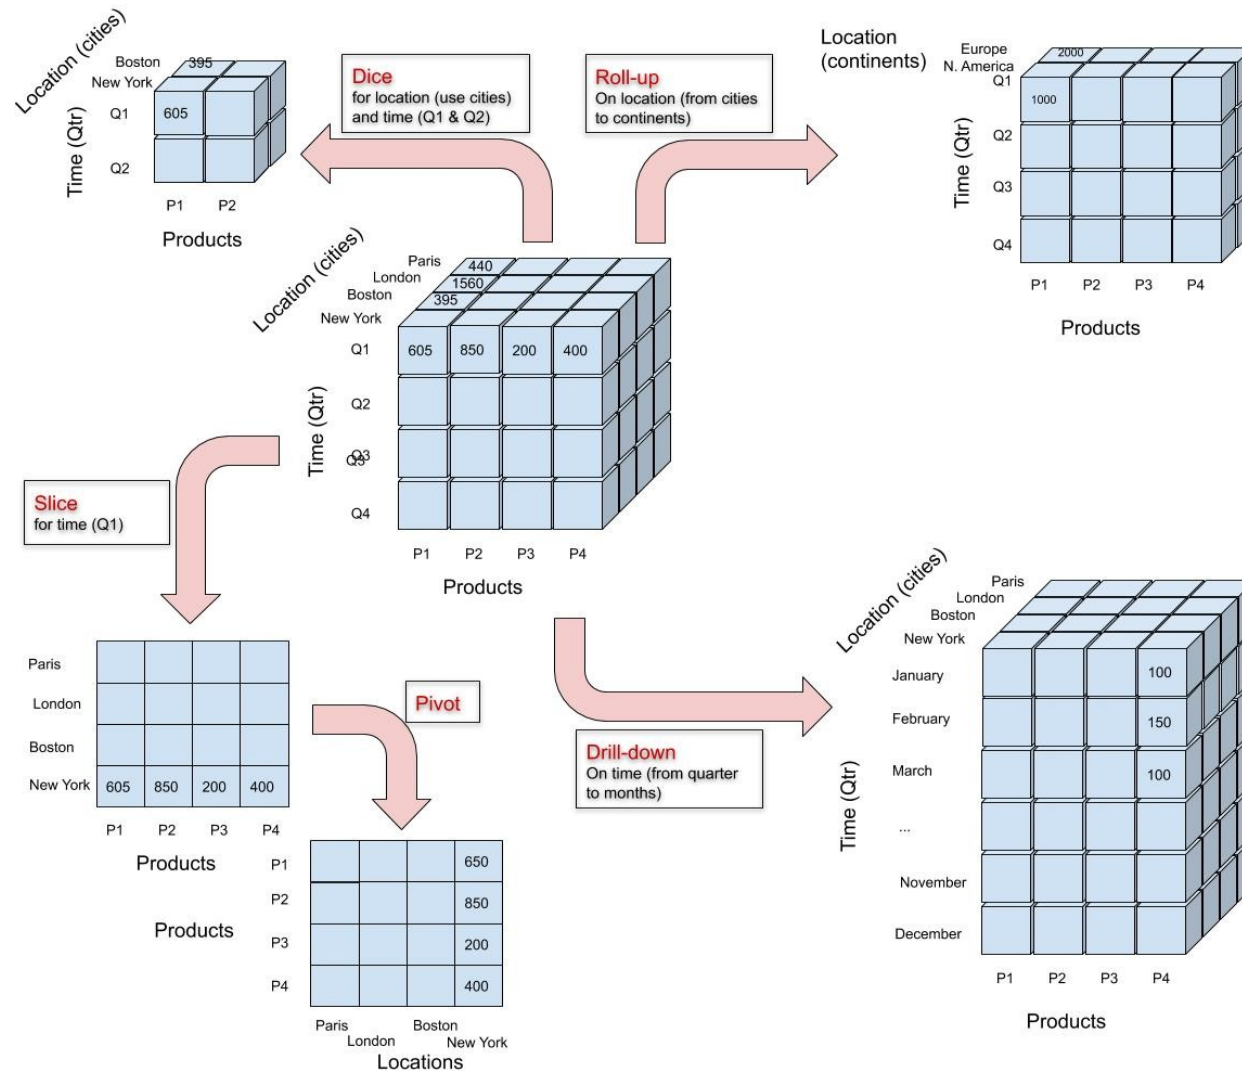 Location (cities)
Boston
New York
395
Q1
605
Q2
Time (Qtr)
P1 P2
Products
Dice
for location (use cities)
and time (Q1 & Q2)
Roll-up
On location (from cities
to continents)
Location
(continents)
Europe
N. America
2000
Q1
1000
Q2
Q3
Q4
Time (Qtr)
P1 P2 P3 P4
Products
Location (cities)
Paris
London
Boston
New York
440
1560
395
Q1
605 850 200 400
Q2
Q3
Q3
Q4
Time (Qtr)
P1 P2 P3 P4
Products
Slice
for time (Q1)
Paris
London
Boston
New York 605 850 200 400
P1 P2 P3 P4
Products
Pivot
P1 650
P2 850
P3 200
P4 400
Products
Paris
London
Boston
New York
Locations
Drill-down
On time (from quarter
to months)
Location (cities)
Paris
London
Boston
New York
January 100
February 150
March 100
...
November
December
Time (Qtr)
P1 P2 P3 P4
Products